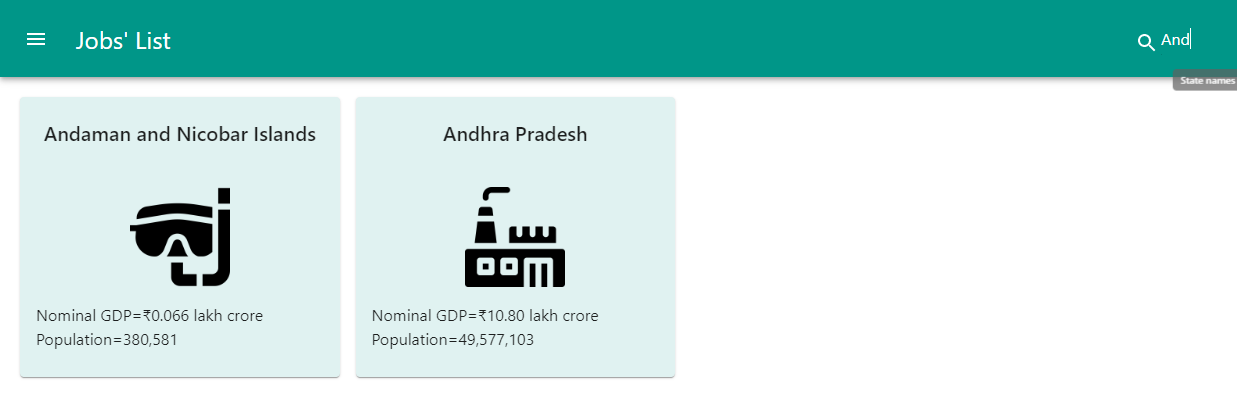 Jobs' List
And
State names
Andaman and Nicobar Islands
Nominal GDP=₹0.066 lakh crore
Population=380,581
Andhra Pradesh
Nominal GDP=₹10.80 lakh crore
Population=49,577,103